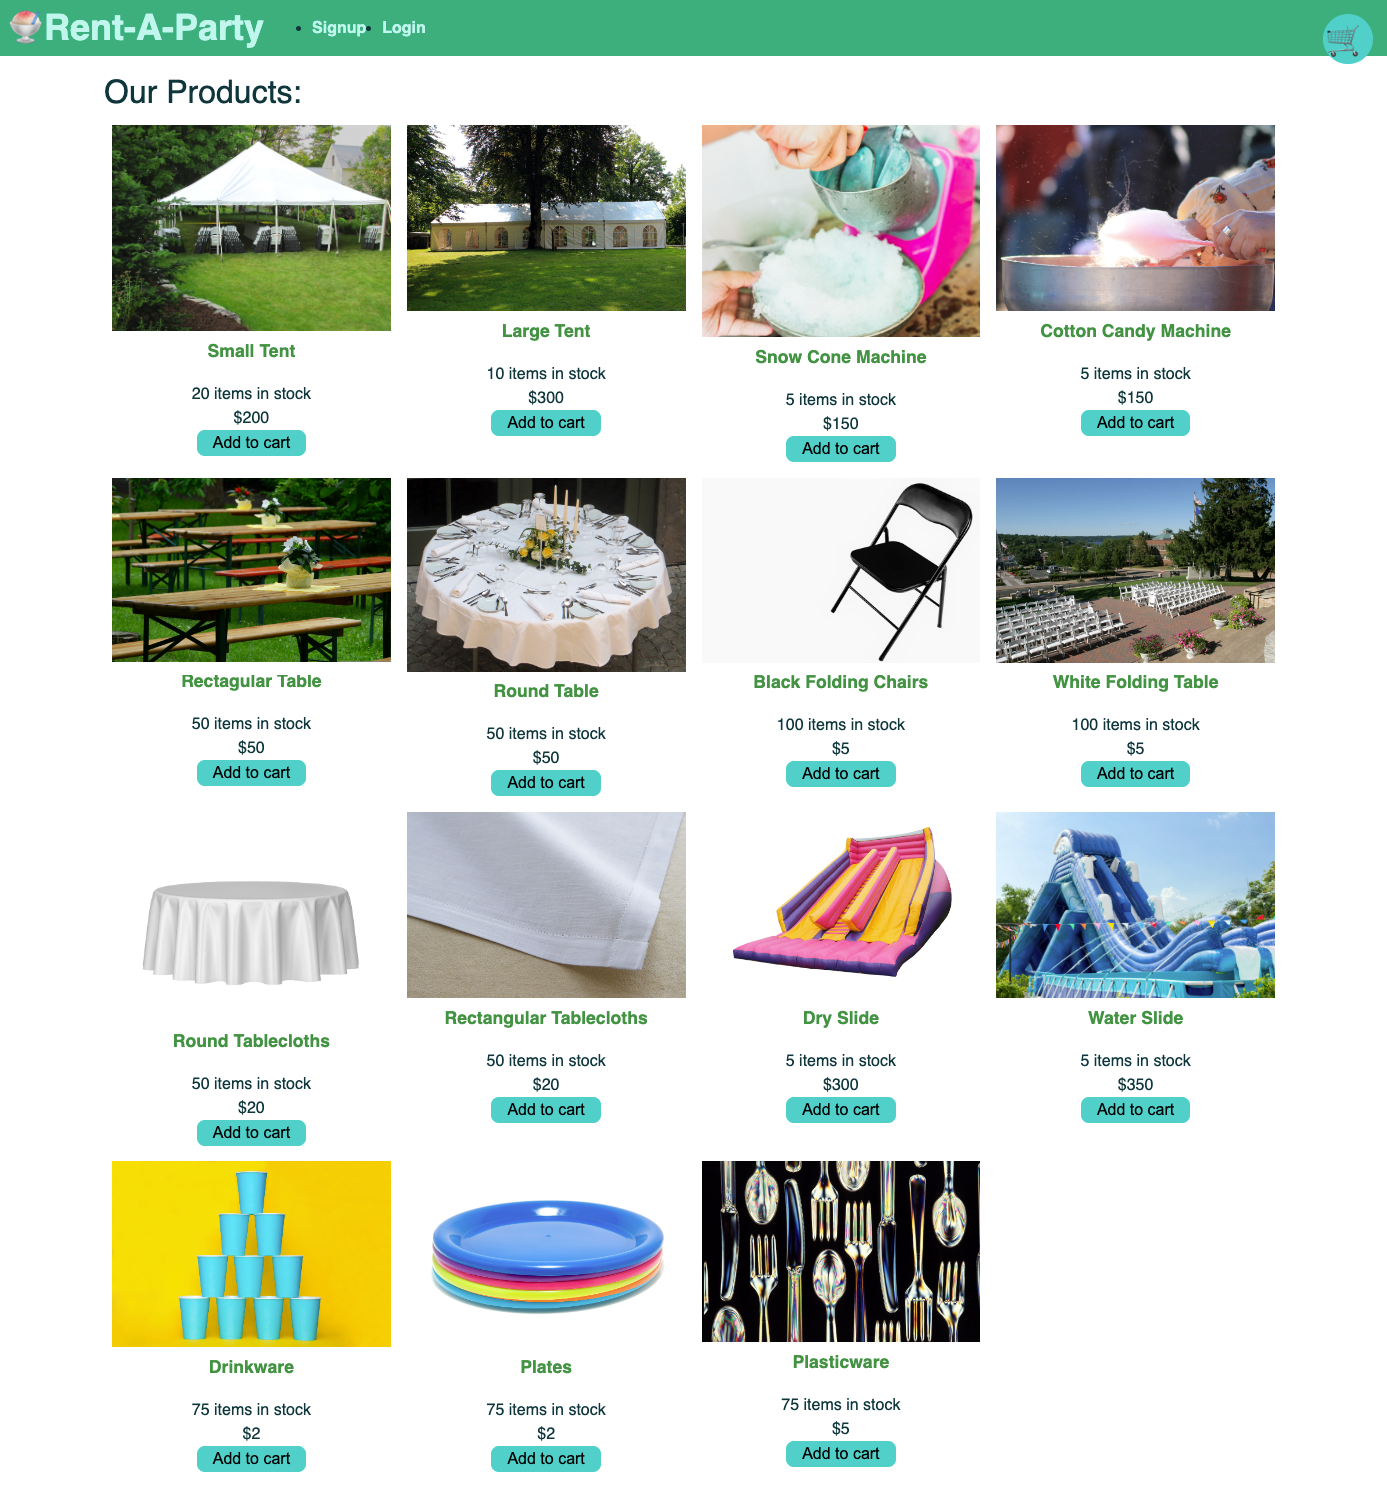 Rent-A-Party
Signup
Login
Our Products:
Small Tent
20 items in stock
$200
Add to cart
Large Tent
10 items in stock
$300
Add to cart
Snow Cone Machine
5 items in stock
$150
Add to cart
Cotton Candy Machine
5 items in stock
$150
Add to cart
Rectagular Table
50 items in stock
$50
Add to cart
Round Table
50 items in stock
$50
Add to cart
Black Folding Chairs
100 items in stock
$5
Add to cart
White Folding Table
100 items in stock
$5
Add to cart
Round Tablecloths
50 items in stock
$20
Add to cart
Rectangular Tablecloths
50 items in stock
$20
Add to cart
Dry Slide
5 items in stock
$300
Add to cart
Water Slide
5 items in stock
$350
Add to cart
Drinkware
75 items in stock
$2
Add to cart
Plates
75 items in stock
$2
Add to cart
Plasticware
75 items in stock
$5
Add to cart